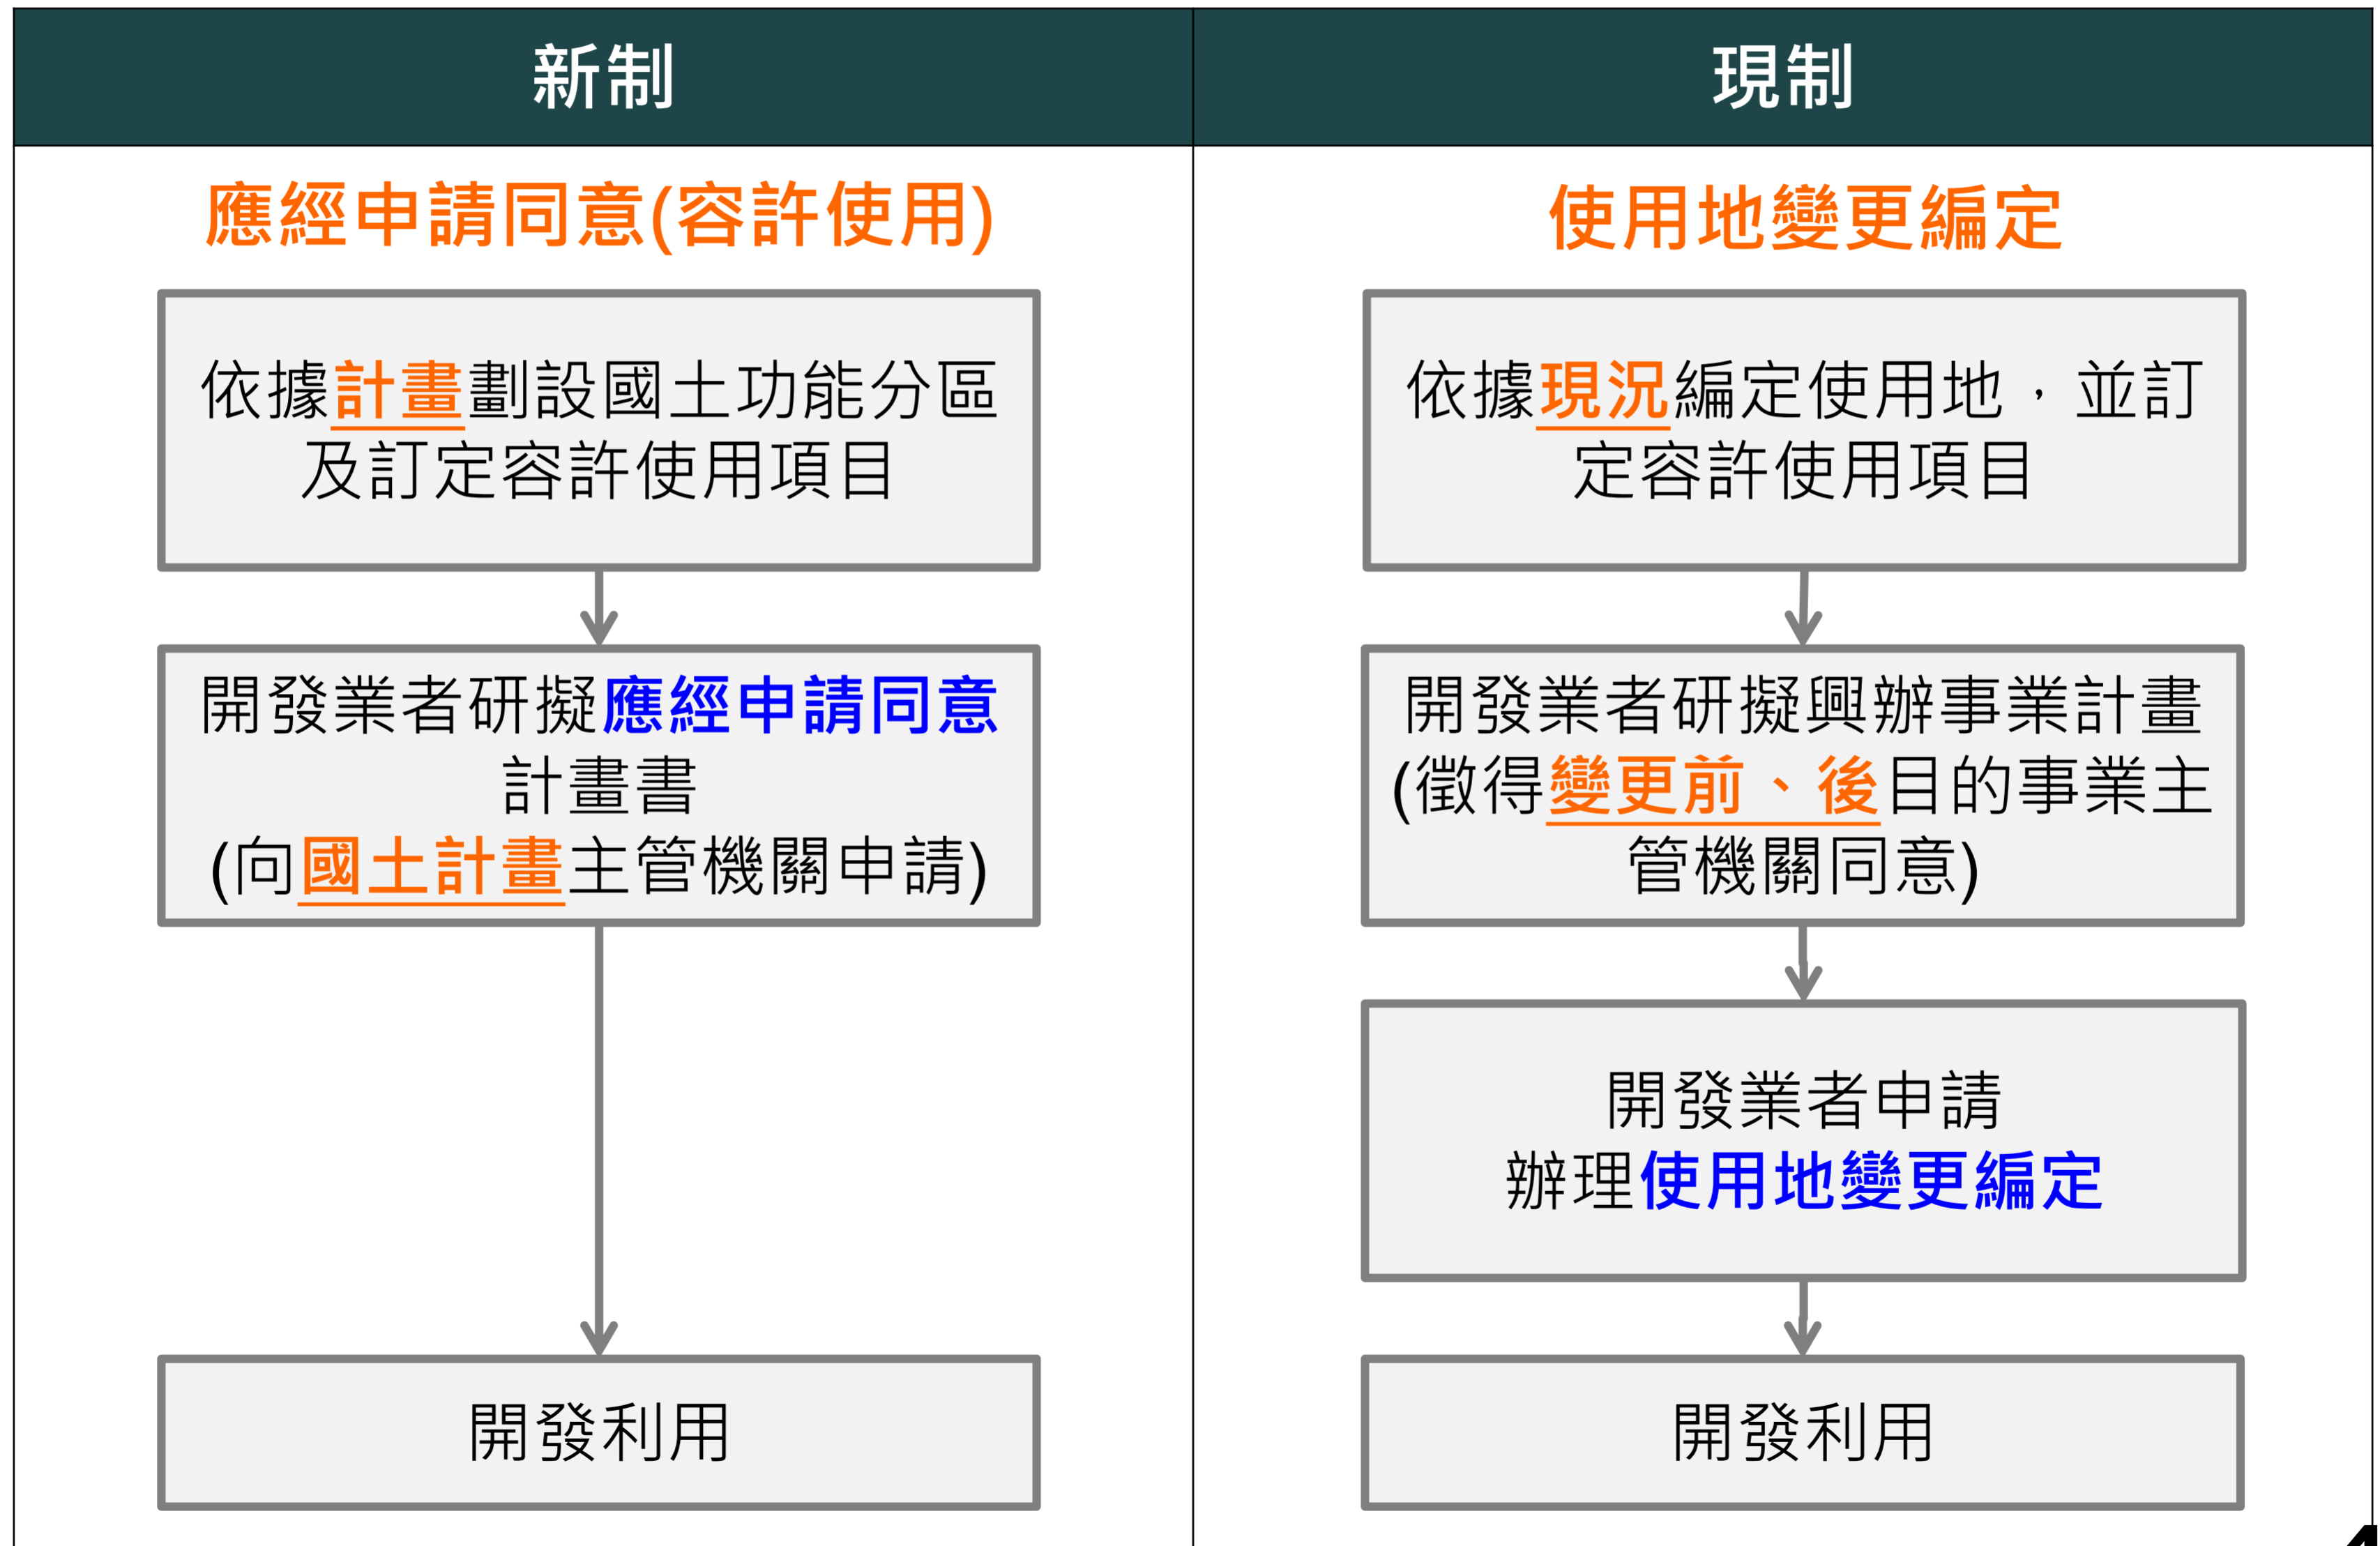 新制
現制
應經申請同意(容許使用)
依據計畫劃設國土功能分區
及訂定容許使用項目
開發業者研擬應經申請同意
計畫書
(向國土計畫主管機關申請)
開發利用
使用地變更編定
依據現況編定使用地，並訂
定容許使用項目
開發業者研擬興辦事業計畫
(徵得變更前、後目的事業主
管機關同意)
開發業者申請
辦理使用地變更編定
開發利用